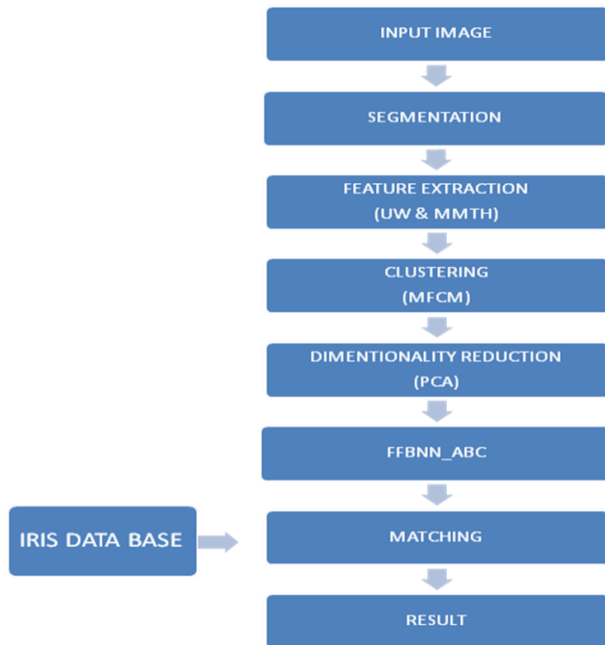 INPUT IMAGE
SEGMENTATION
FEATURE EXTRACTION
(UW & MMTH)
CLUSTERING
(MFCM)
DIMENTIONALITY REDUCTION
(PCA)
FFBNN_ABC
IRIS DATA BASE
MATCHING
RESULT